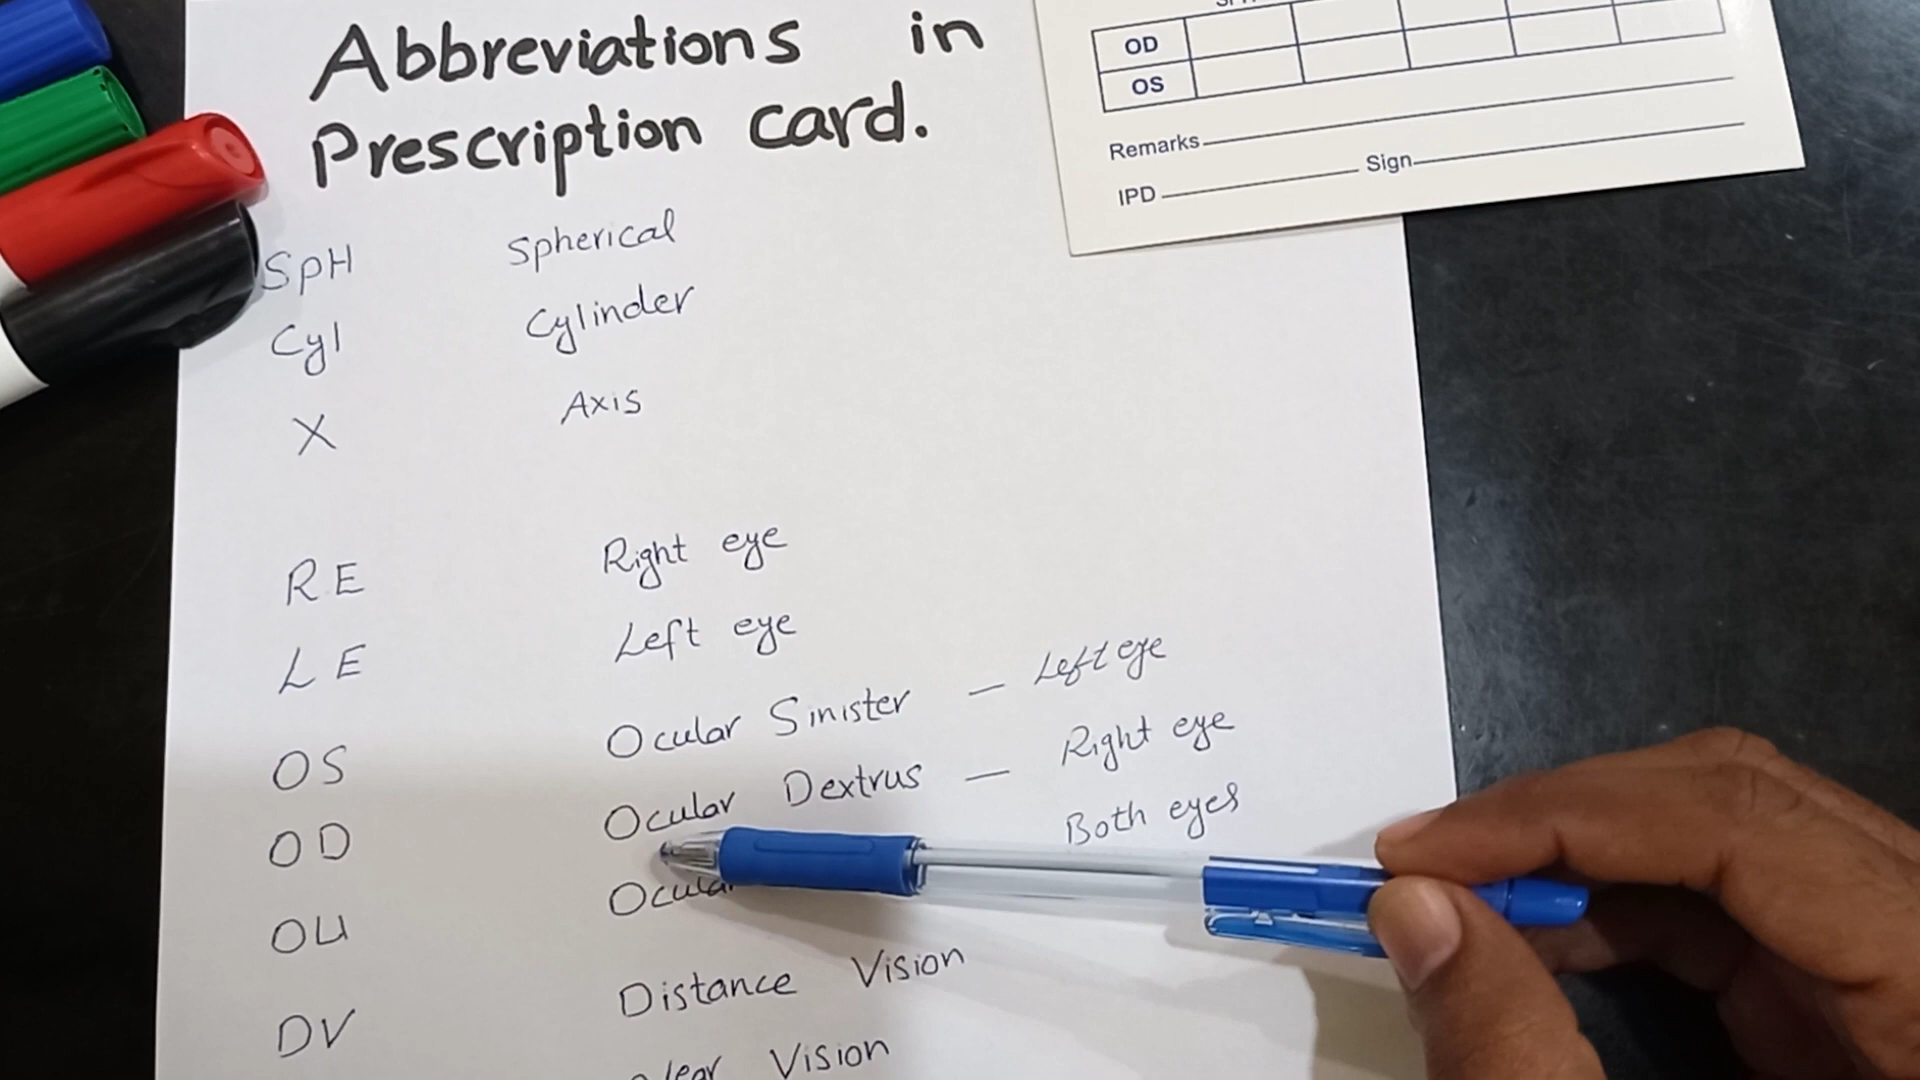 Abbreviations in
Prescription card.
SpH Spherical
Cyl Cylinder
X Axis
RE Right eye
LE Left eye
OS Ocular Sinister — Left eye
OD Ocular Dextrus — Right eye
OU Ocular Both eyes
DV Distance Vision
Vision
OD
OS
Remarks
IPD Sign